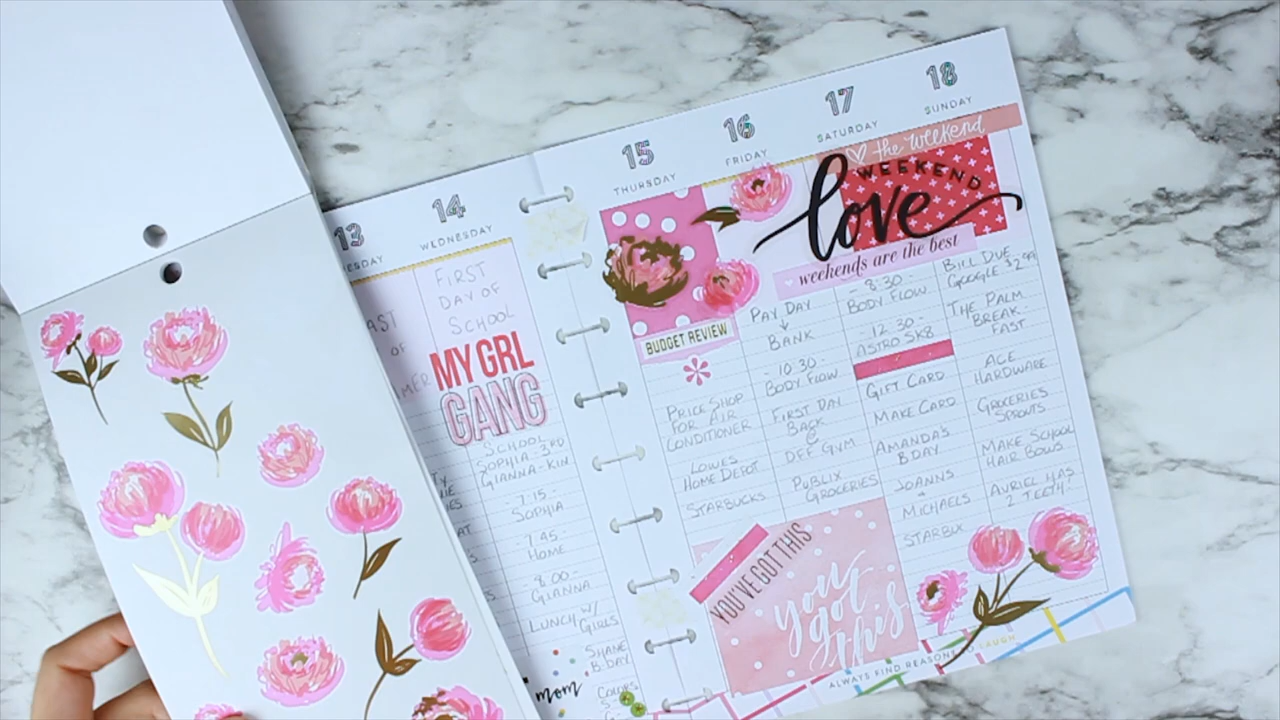 13
14
WEDNESDAY
FIRST
DAY OF
SCHOOL
OF
MY GRL
GANG
SCHOOL
SOPHIA-3RD
GIANNA-KIN
-7:15-
SOPHIA
-7:45-
HOME
8:00-
GIANNA
LUNCH W/
GIRLS
SHANE
B-DAY
mom
15
THURSDAY
BUDGET REVIEW
PRICE SHOP
FOR AIR
CONDITIONER
LOWES
HOME DEPOT
STARBUCKS
YOU'VE GOT THIS
you
got
this
16
FRIDAY
PAY DAY
↓
BANK
-10:30-
BODY FLOW
FIRST DAY
BACK
@
DFF GYM
PUBLIX
GROCERIES
17
SATURDAY
18
SUNDAY
the weekend
WEEKEND
love
weekends are the best
-8:30-
BODY FLOW
-12:30-
ASTRO SK8
GIFT CARD
MAKE CARD
AMANDA'S
BDAY
JOANNS
+
MICHAELS
STARBUX
BILL DUE
GOOGLE $2.99
THE PALM
BREAK
FAST
ACE
HARDWARE
GROCERIES
SPROUTS
MAKE SCHOOL
HAIR BOWS
AURIEL HAS
2 TEETH!
ALWAYS FIND REASONS TO LAUGH